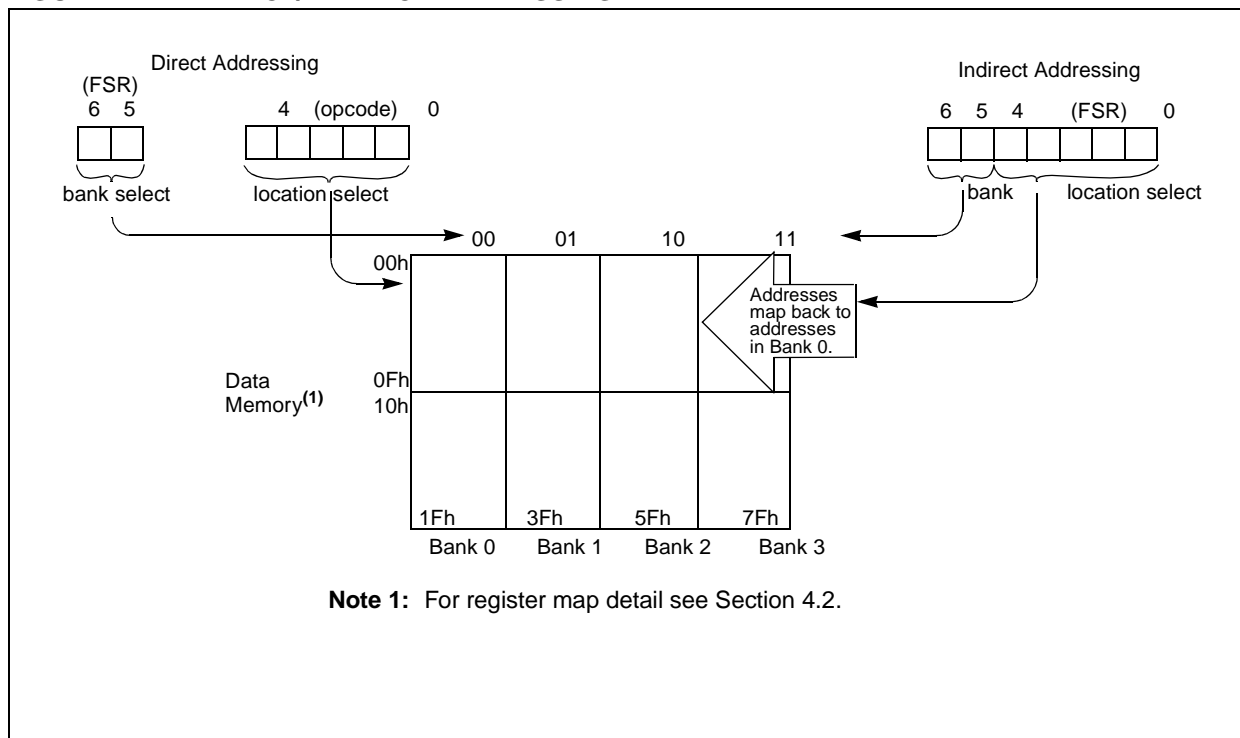 Direct Addressing
(FSR)
6 5
4 (opcode) 0
bank select
location select
Indirect Addressing
6 5 4 (FSR) 0
bank
location select
00 01 10 11
00h
Addresses
map back to
addresses
in Bank 0.
0Fh
10h
Data
Memory(1)
1Fh 3Fh 5Fh 7Fh
Bank 0 Bank 1 Bank 2 Bank 3
Note 1: For register map detail see Section 4.2.